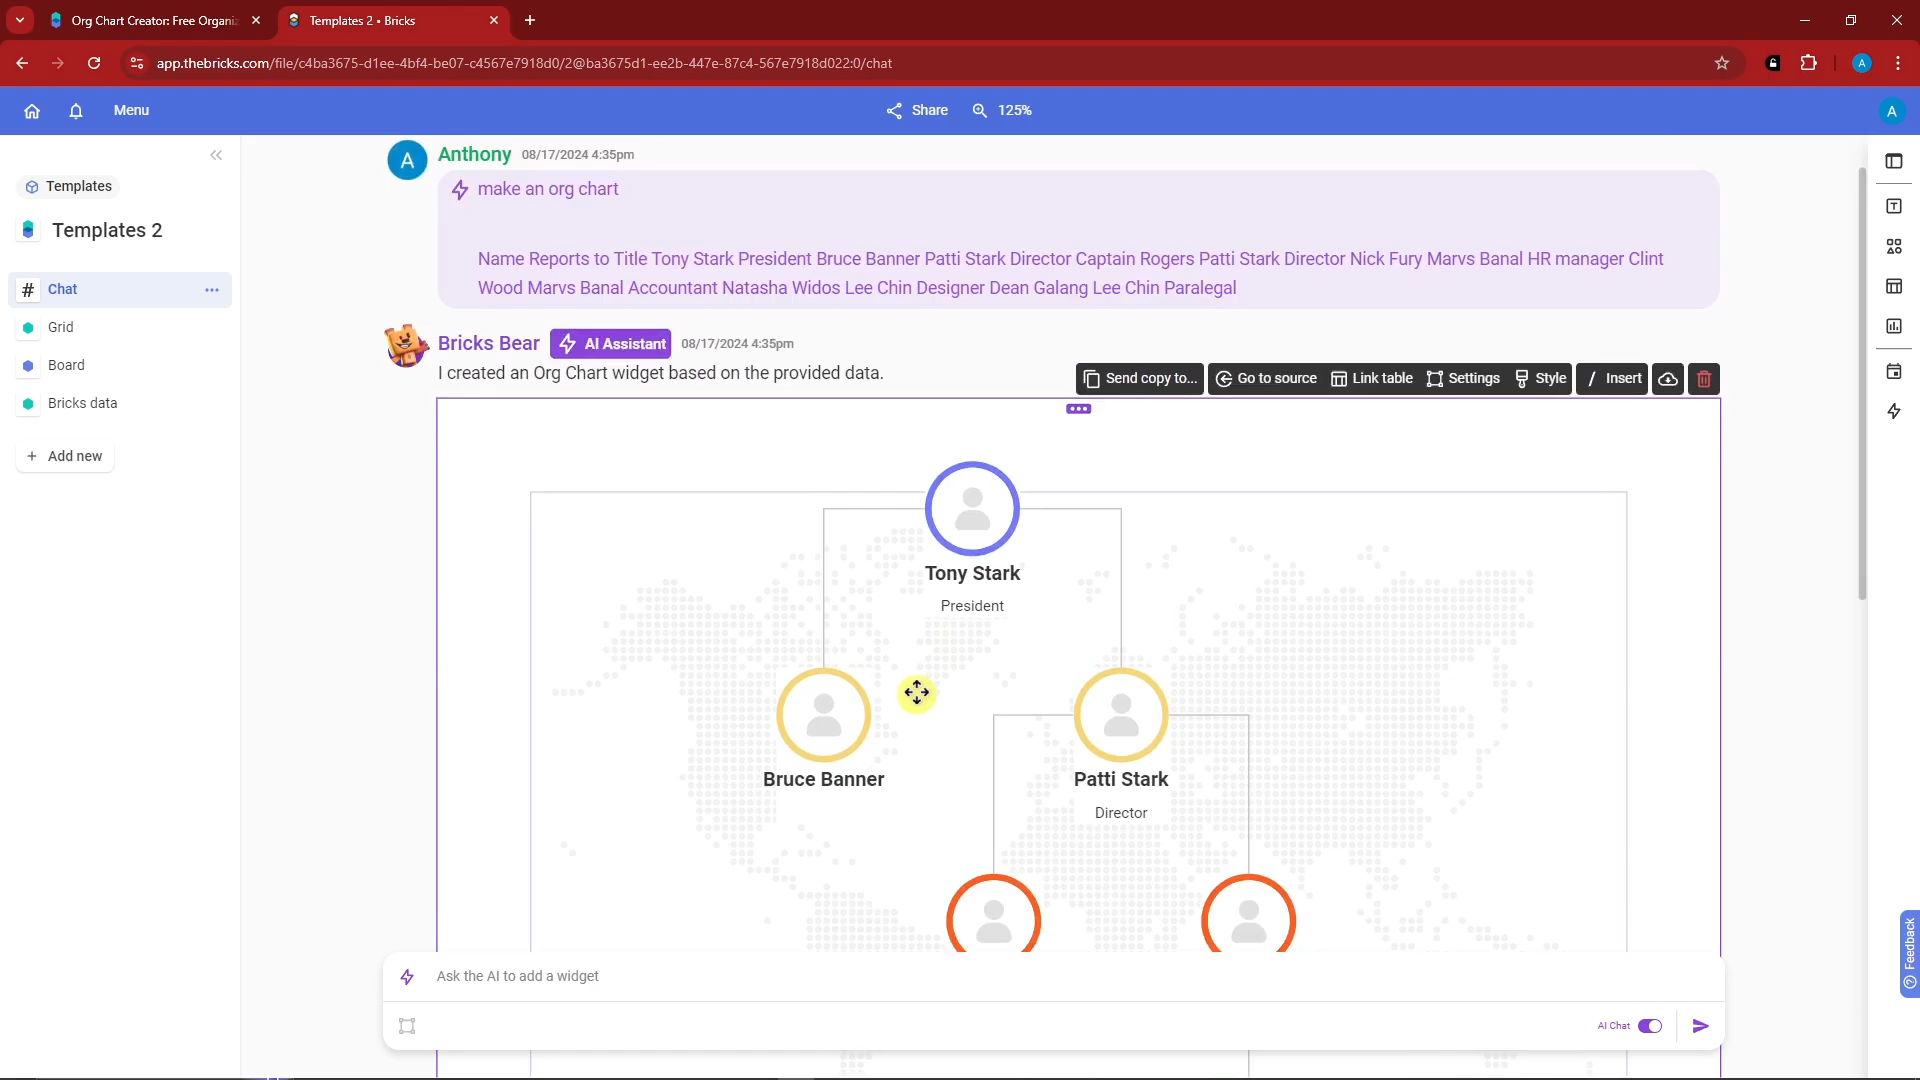 Org Chart Creator: Free Organiz
Templates 2 • Bricks
app.thebricks.com/file/c4ba3675-d1ee-4bf4-be07-c4567e7918d0/2@ba3675d1-ee2b-447e-87c4-567e7918d022:0/chat
A
Menu
Share
125%
A
Templates
Templates 2
# Chat
Grid
Board
Bricks data
+ Add new
A
Anthony 08/17/2024 4:35pm
make an org chart
Name Reports to Title Tony Stark President Bruce Banner Patti Stark Director Captain Rogers Patti Stark Director Nick Fury Marvs Banal HR manager Clint
Wood Marvs Banal Accountant Natasha Widos Lee Chin Designer Dean Galang Lee Chin Paralegal
Bricks Bear AI Assistant 08/17/2024 4:35pm
I created an Org Chart widget based on the provided data.
Send copy to... Go to source Link table Settings Style / Insert
Tony Stark
President
Bruce Banner
Patti Stark
Director
Ask the AI to add a widget
AI Chat
Feedback